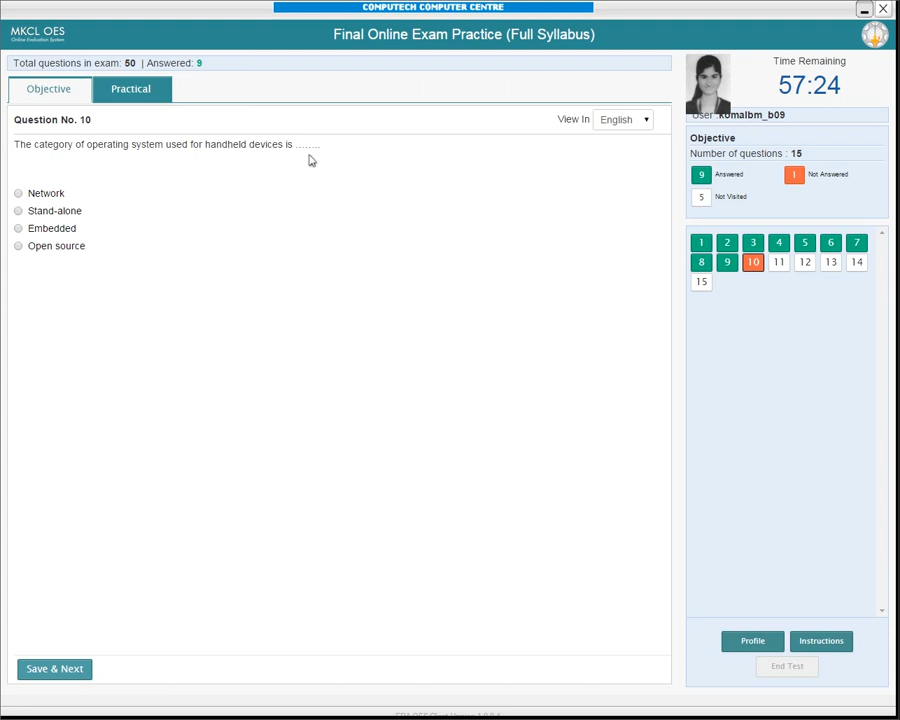 COMPUTECH COMPUTER CENTRE
MKCL OES
Online Evaluation System
Final Online Exam Practice (Full Syllabus)
Total questions in exam: 50 | Answered: 9
Time Remaining
57:24
Objective
Practical
User :komalbm_b09
Question No. 10
View In
English
The category of operating system used for handheld devices is ........
Network
Stand-alone
Embedded
Open source
Objective
Number of questions : 15
9 Answered
1 Not Answered
5 Not Visited
1 2 3 4 5 6 7
8 9 10 11 12 13 14
15
Profile
Instructions
End Test
Save & Next